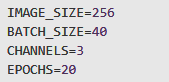 IMAGE_SIZE=256
BATCH_SIZE=40
CHANNELS=3
EPOCHS=20